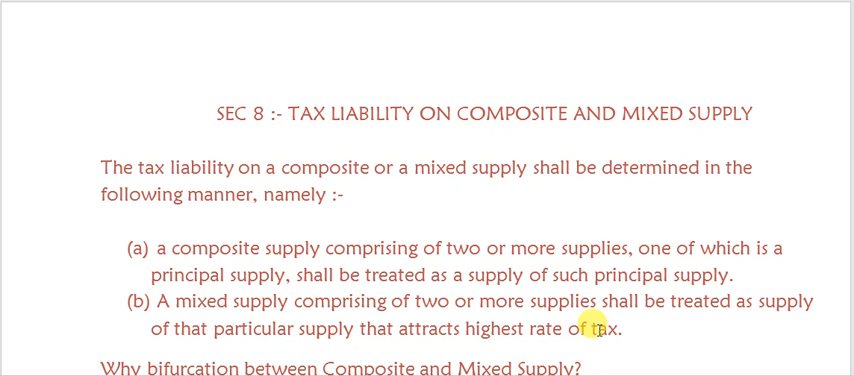 SEC 8 :- TAX LIABILITY ON COMPOSITE AND MIXED SUPPLY
The tax liability on a composite or a mixed supply shall be determined in the
following manner, namely :-
(a) a composite supply comprising of two or more supplies, one of which is a
principal supply, shall be treated as a supply of such principal supply.
(b) A mixed supply comprising of two or more supplies shall be treated as supply
of that particular supply that attracts highest rate of tax.
Why bifurcation between Composite and Mixed Supply?